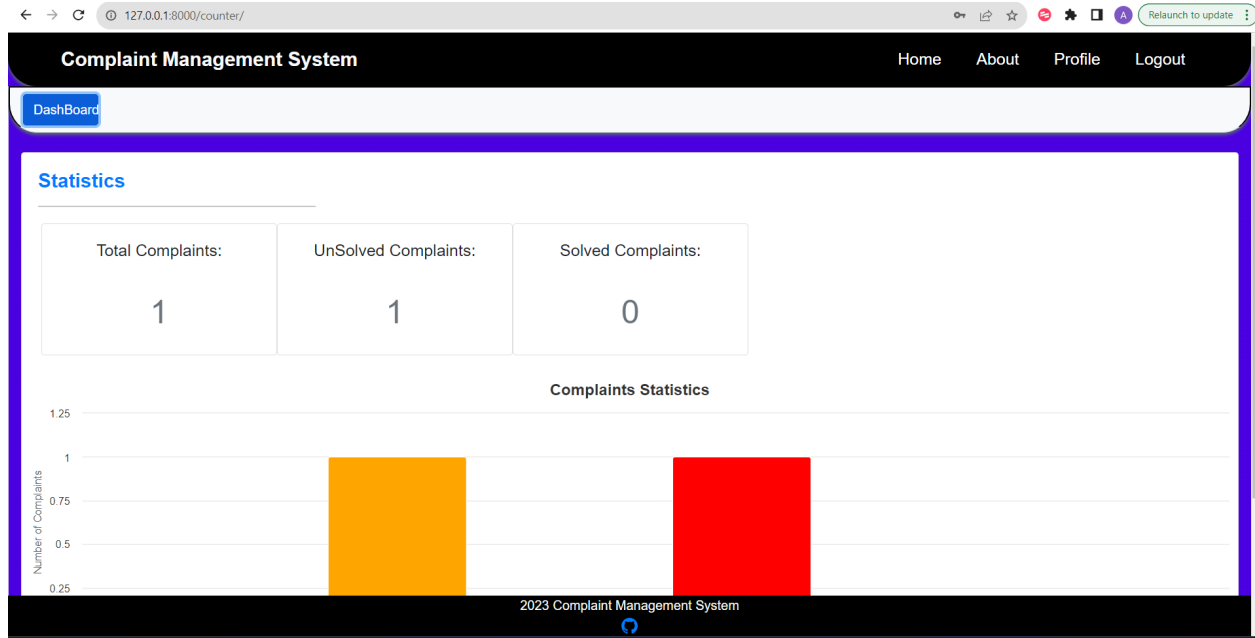 127.0.0.1:8000/counter/
A
Relaunch to update
Complaint Management System
Home About Profile Logout
DashBoard
Statistics
Total Complaints: UnSolved Complaints: Solved Complaints:
1 1 0
Complaints Statistics
Number of Complaints
1.25
1
0.75
0.5
0.25
2023 Complaint Management System